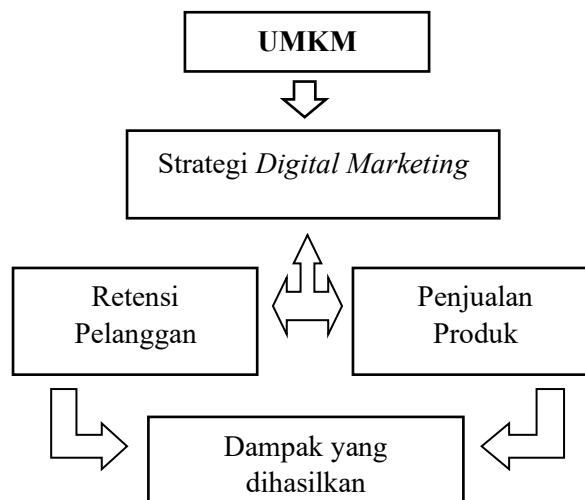 UMKM
Strategi Digital Marketing
Retensi
Pelanggan
Penjualan
Produk
Dampak yang
dihasilkan